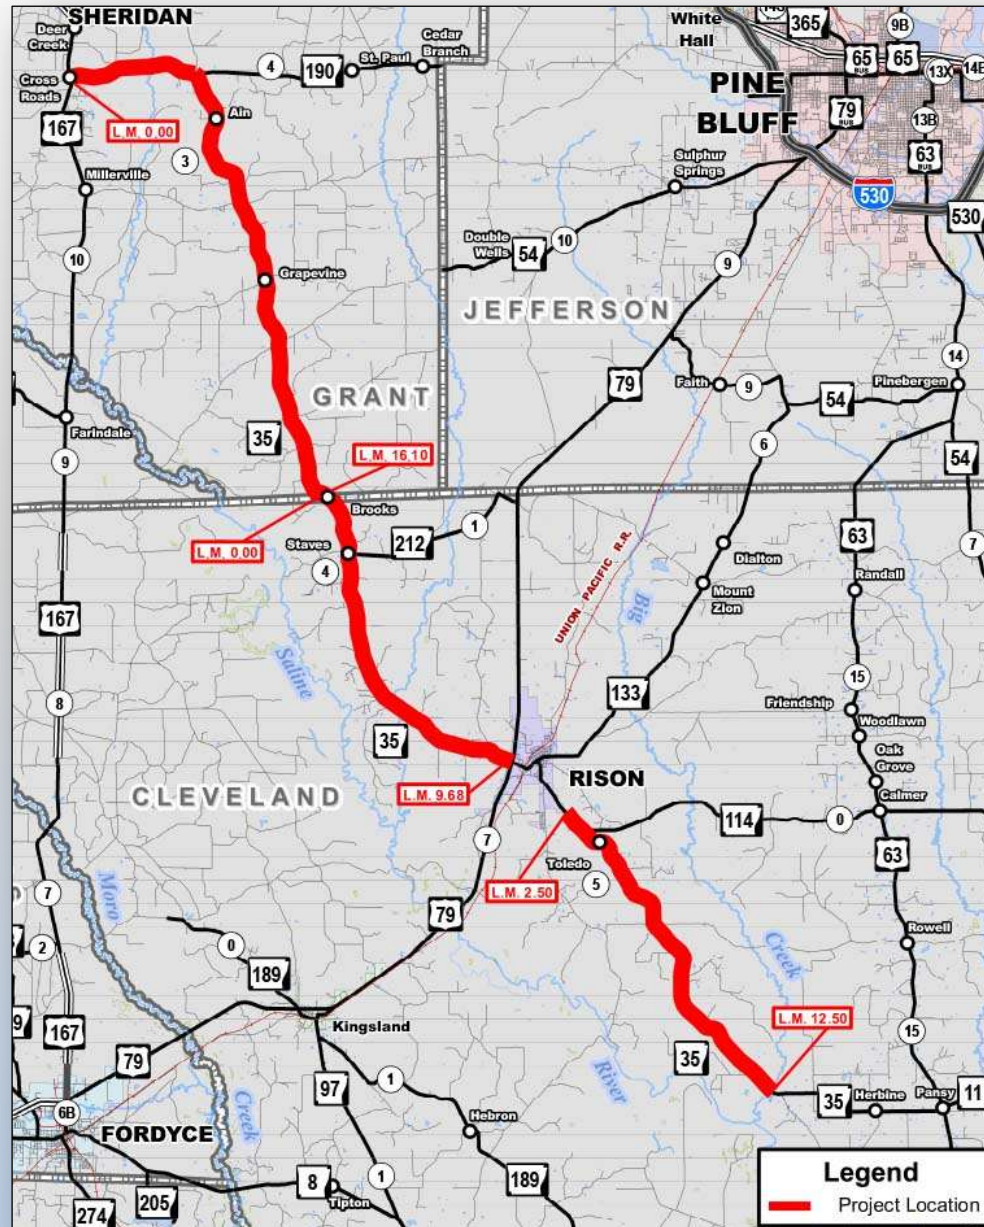 SHERIDAN
Deer
Creek
Cross
Roads
L.M. 0.00
167
Millerville
10
4
190
St. Paul
Cedar
Branch
Ain
3
Grapevine
White
Hall
365
9B
65
BUS
65
13X
PINE
BLUFF
79
BUS
13B
63
BUS
530
530
Sulphur
Springs
Double
Wells
54
10
9
JEFFERSON
GRANT
35
79
Faith
9
54
Pinebergen
14
6
54
Farindale
9
L.M. 16.10
Brooks
L.M. 0.00
Staves
4
212
1
63
7
Randall
Dialton
Mount
Zion
UNION PACIFIC R.R.
Big
167
8
Saline
133
15
Friendship
Woodlawn
Oak
Grove
Calmer
35
CLEVELAND
L.M. 9.68
RISON
114
0
63
7
Toledo
5
L.M. 2.50
7
2
Moro
79
0
189
Kingsland
Creek
Rowell
L.M. 12.50
15
167
79
97
1
River
35
35
Herbine
Pansy
11
6B
FORDYCE
Creek
Hebron
189
1
8
Tipton
205
274
Legend
Project Location